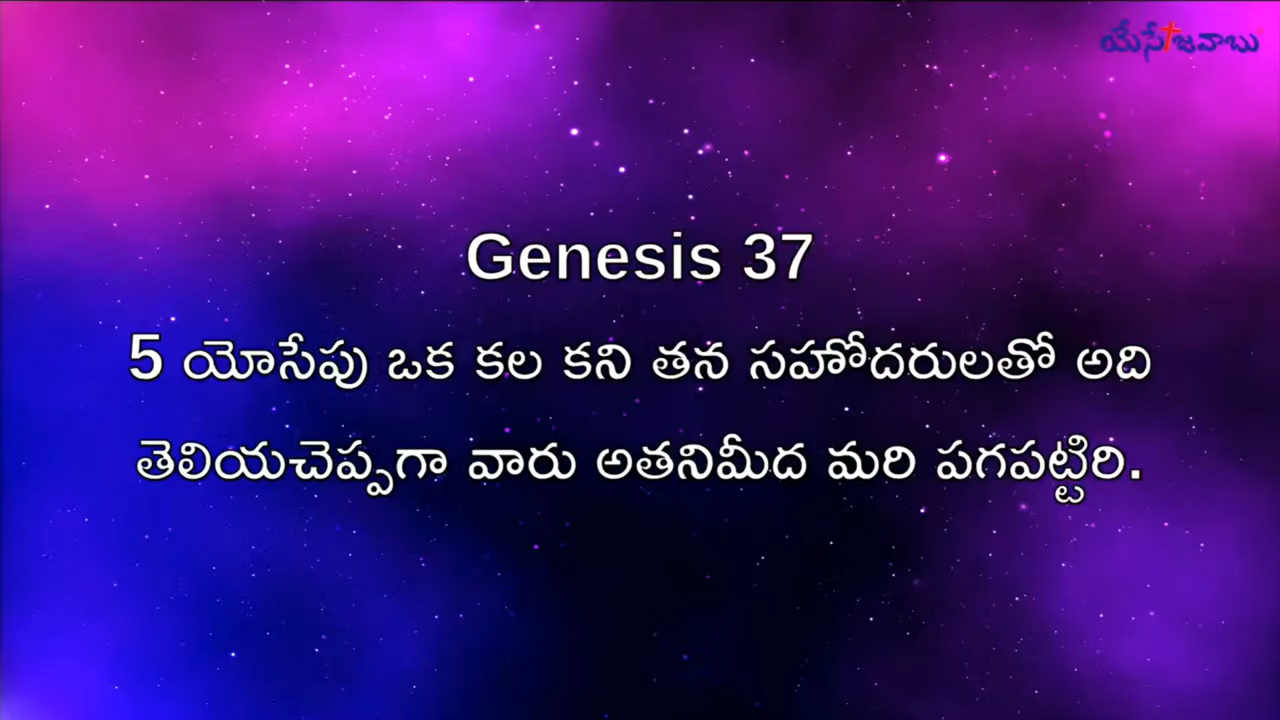 యేసే జవాబు
Genesis 37
5 యోసేపు ఒక కల కని తన సహోదరులతో అది
తెలియచెప్పగా వారు అతనిమీద మరి పగపట్టిరి.